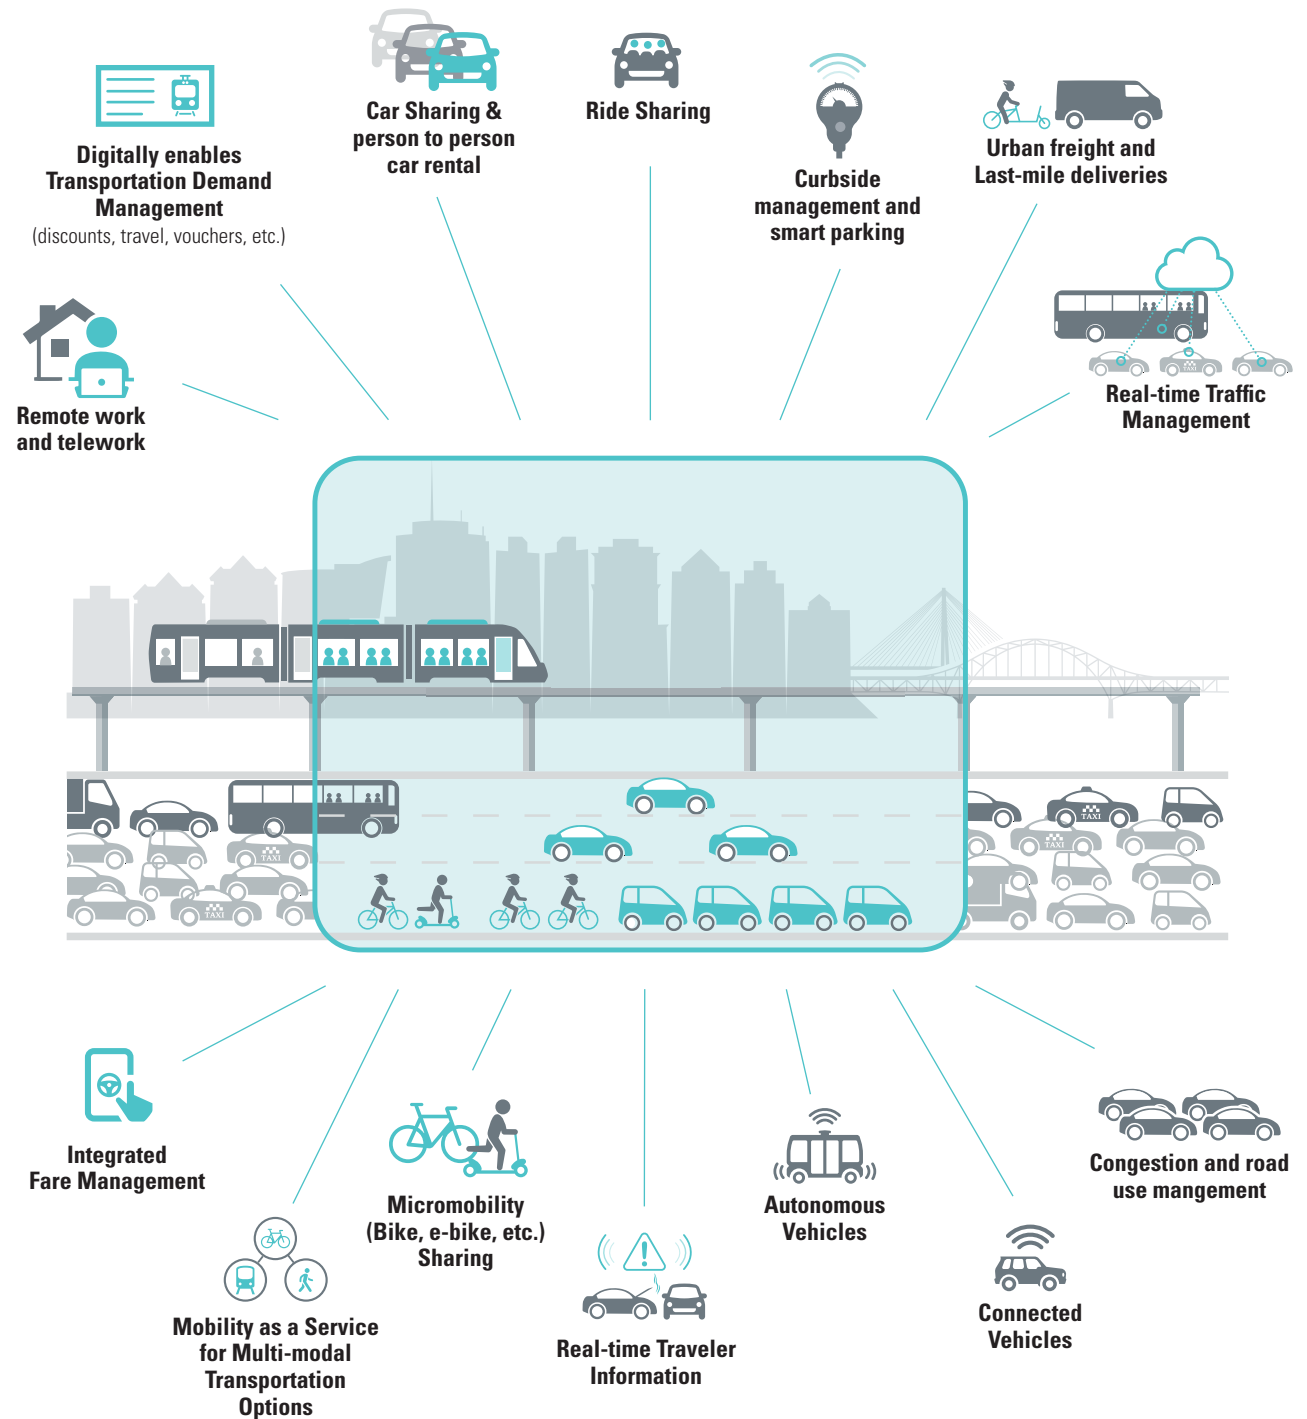 Car Sharing &
person to person
car rental
Ride Sharing
Digitally enables
Transportation Demand
Management
(discounts, travel, vouchers, etc.)
Curbside
management and
smart parking
Urban freight and
Last-mile deliveries
Remote work
and telework
TAXI
Real-time Traffic
Management
TAXI
TAXI
TAXI
TAXI
Integrated
Fare Management
Mobility as a Service
for Multi-modal
Transportation
Options
Micromobility
(Bike, e-bike, etc.)
Sharing
Real-time Traveler
Information
Autonomous
Vehicles
Connected
Vehicles
Congestion and road
use mangement